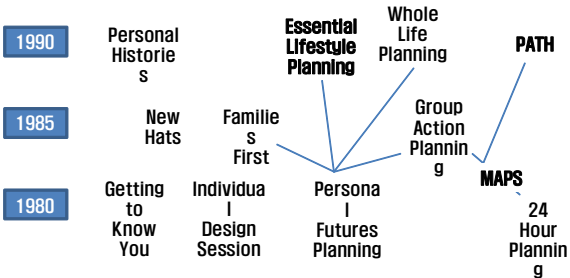 1990
Personal
Historie
s
Essential
Lifestyle
Planning
Whole
Life
Planning
PATH
1985
New
Hats
Familie
s
First
Group
Action
Plannin
g
1980
Getting
to
Know
You
Individua
l
Design
Session
Persona
l
Futures
Planning
MAPS
24
Hour
Plannin
g